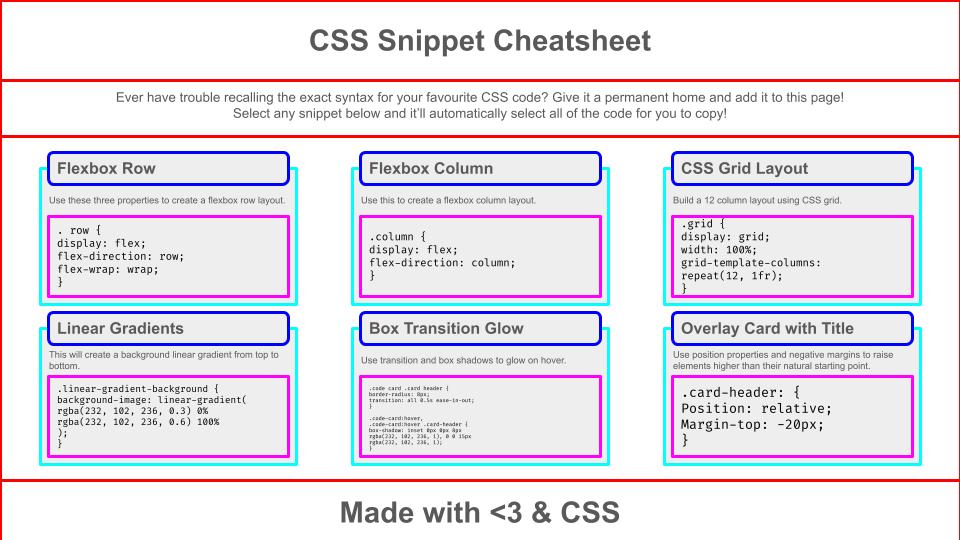 CSS Snippet Cheatsheet
Ever have trouble recalling the exact syntax for your favourite CSS code? Give it a permanent home and add it to this page!
Select any snippet below and it'll automatically select all of the code for you to copy!
Flexbox Row
Use these three properties to create a flexbox row layout.
. row {
display: flex;
flex-direction: row;
flex-wrap: wrap;
}
Flexbox Column
Use this to create a flexbox column layout.
.column {
display: flex;
flex-direction: column;
}
CSS Grid Layout
Build a 12 column layout using CSS grid.
.grid {
display: grid;
width: 100%;
grid-template-columns:
repeat(12, 1fr);
}
Linear Gradients
This will create a background linear gradient from top to
bottom.
.linear-gradient-background {
background-image: linear-gradient(
rgba(232, 102, 236, 0.3) 0%
rgba(232, 102, 236, 0.6) 100%
);
}
Box Transition Glow
Use transition and box shadows to glow on hover.
.code card .card header {
border-radius: 8px;
transition: all 0.5s ease-in-out;
}
.code-card:hover,
.code-card:hover .card-header {
box-shadow: inset 0px 0px 8px
rgba(232, 102, 236, 1), 0 0 15px
rgba(232, 102, 236, 1);
}
Overlay Card with Title
Use position properties and negative margins to raise
elements higher than their natural starting point.
.card-header: {
Position: relative;
Margin-top: -20px;
}
Made with <3 & CSS